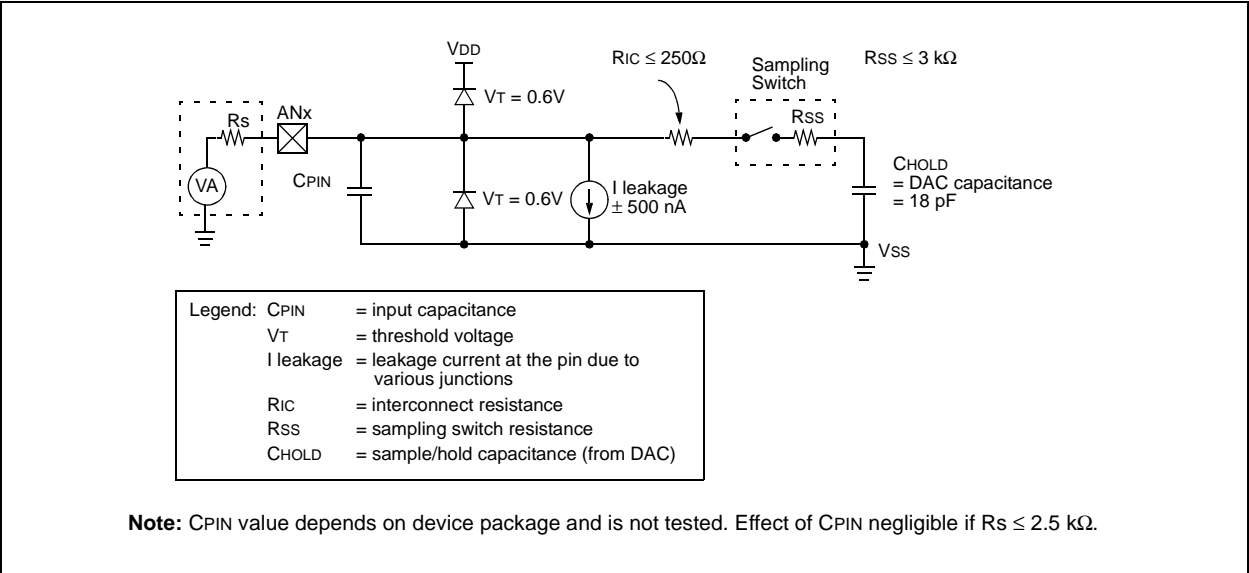 VDD
RIC ≤ 250Ω
Sampling
Switch
RSS ≤ 3 kΩ
VT = 0.6V
Rs
ANx
RSS
VA
CPIN
VT = 0.6V
I leakage
± 500 nA
CHOLD
= DAC capacitance
= 18 pF
VSS
Legend: CPIN = input capacitance
VT = threshold voltage
I leakage = leakage current at the pin due to
various junctions
RIC = interconnect resistance
RSS = sampling switch resistance
CHOLD = sample/hold capacitance (from DAC)
Note: CPIN value depends on device package and is not tested. Effect of CPIN negligible if Rs ≤ 2.5 kΩ.